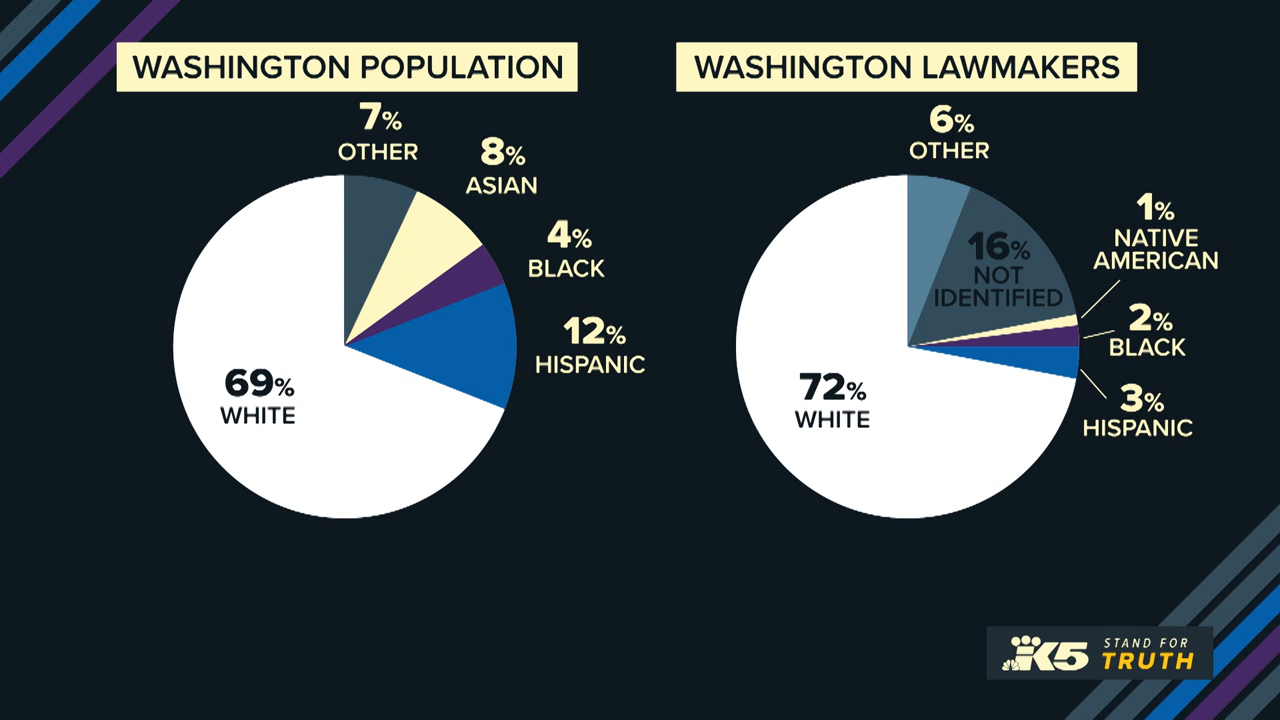 WASHINGTON POPULATION
7%
OTHER
8%
ASIAN
4%
BLACK
12%
HISPANIC
69%
WHITE
WASHINGTON LAWMAKERS
6%
OTHER
16%
NOT
IDENTIFIED
1%
NATIVE
AMERICAN
2%
BLACK
3%
HISPANIC
72%
WHITE
K5
STAND FOR
TRUTH